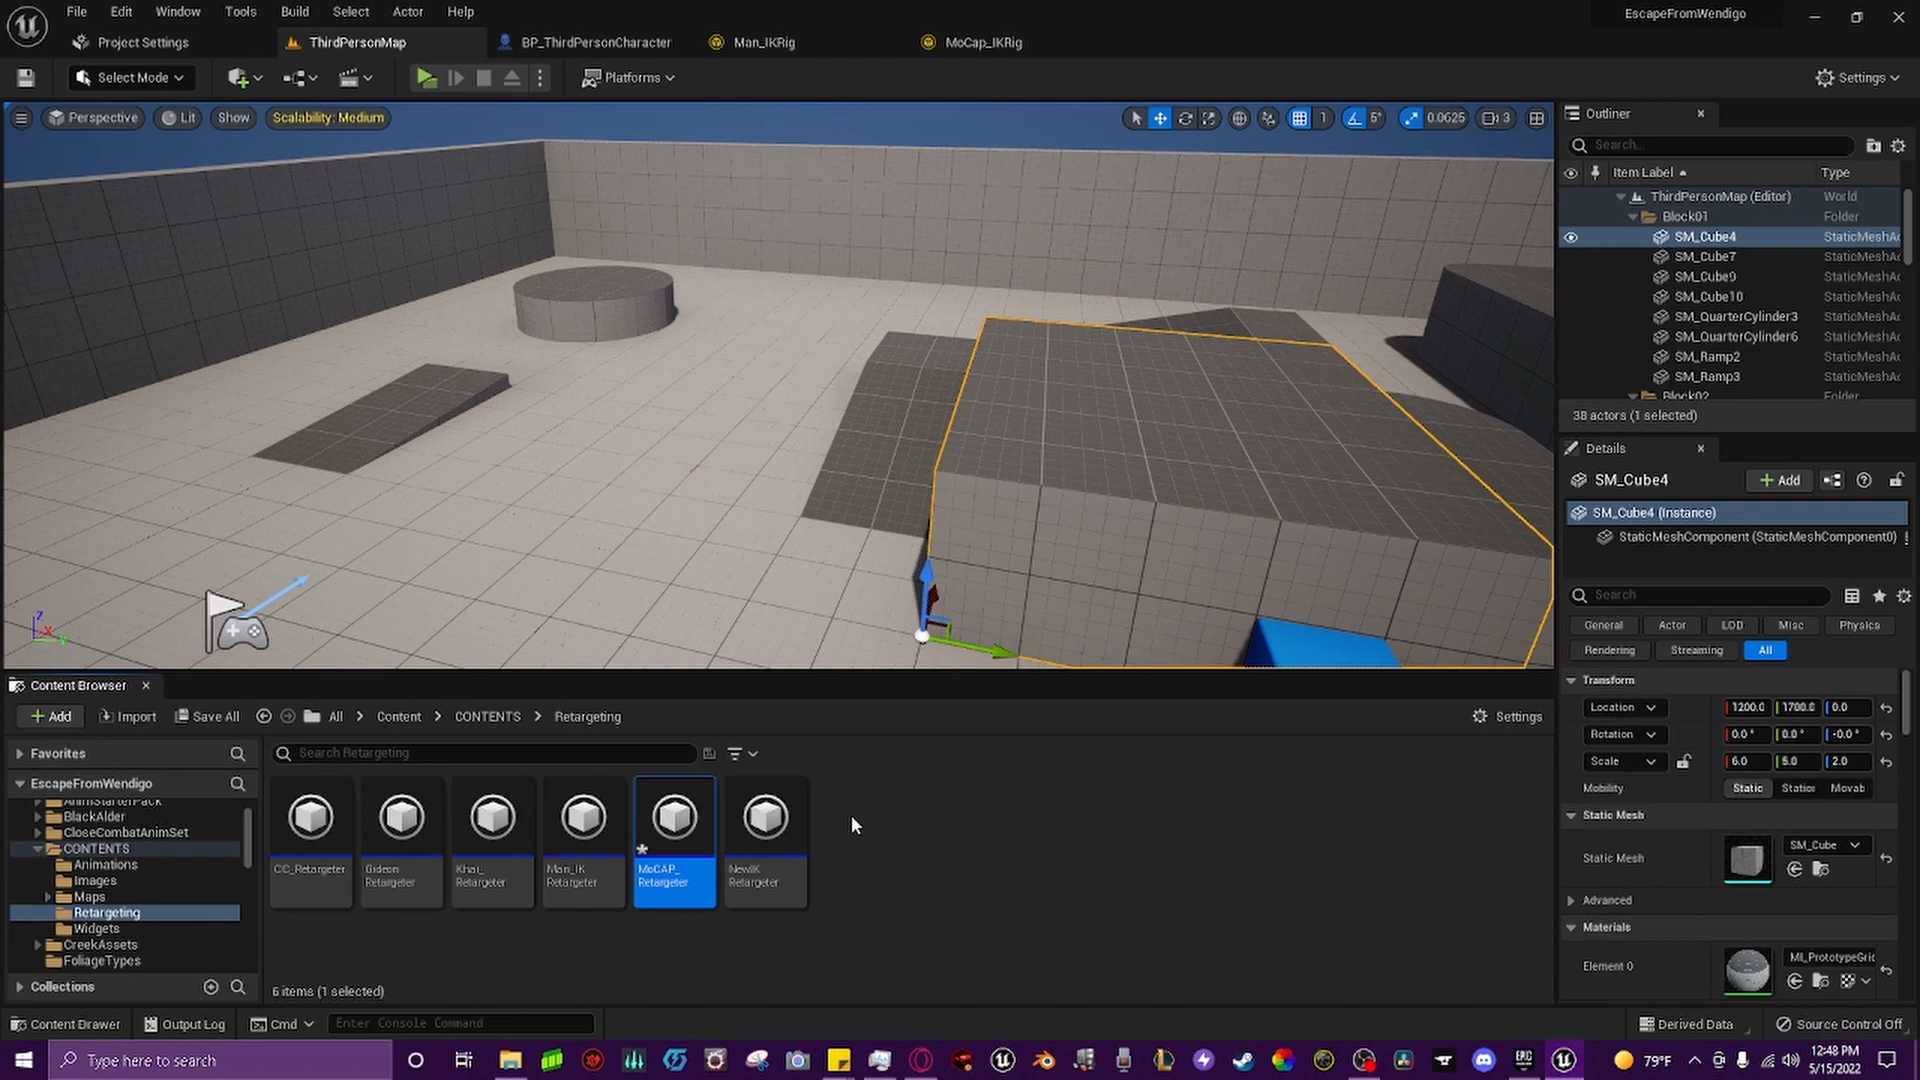 File Edit Window Tools Build Select Actor Help
EscapeFromWendigo
Project Settings
ThirdPersonMap
BP_ThirdPersonCharacter
Man_IKRig
MoCap_IKRig
Select Mode
Platforms
Settings
Perspective
Lit
Show
Scalability: Medium
1
5°
0.0625
3
Outliner
Search...
Item Label
Type
ThirdPersonMap (Editor) World
Block01 Folder
SM_Cube4 StaticMeshAc
SM_Cube7 StaticMeshAc
SM_Cube9 StaticMeshAc
SM_Cube10 StaticMeshAc
SM_QuarterCylinder3 StaticMeshAc
SM_QuarterCylinder6 StaticMeshAc
SM_Ramp2 StaticMeshAc
SM_Ramp3 StaticMeshAc
Block02 Folder
38 actors (1 selected)
Details
SM_Cube4
+ Add
SM_Cube4 (Instance)
StaticMeshComponent (StaticMeshComponent0)
Search
General Actor LOD Misc Physics
Rendering Streaming All
Transform
Location 1200.0 1700.0 0.0
Rotation 0.0° 0.0° -0.0°
Scale 6.0 5.0 2.0
Mobility Static Station Movab
Static Mesh
Static Mesh
SM_Cube
Advanced
Materials
Element 0
MI_PrototypeGrid
Z
X
Y
Content Browser
+ Add
Import
Save All
All > Content > CONTENTS > Retargeting
Settings
Favorites
Search Retargeting
EscapeFromWendigo
AnimStarterPack
BlackAlder
CloseCombatAnimSet
CONTENTS
Animations
Images
Maps
Retargeting
Widgets
CreekAssets
FoliageTypes
Collections
CC_Retargeter
Gideon
Retargeter
Khai_
Retargeter
Man_IK
Retargeter
MoCAP_
Retargeter
NewIK
Retargeter
6 items (1 selected)
Content Drawer
Output Log
Cmd
Enter Console Command
Derived Data
Source Control Off
Type here to search
79°F
12:48 PM
5/15/2022